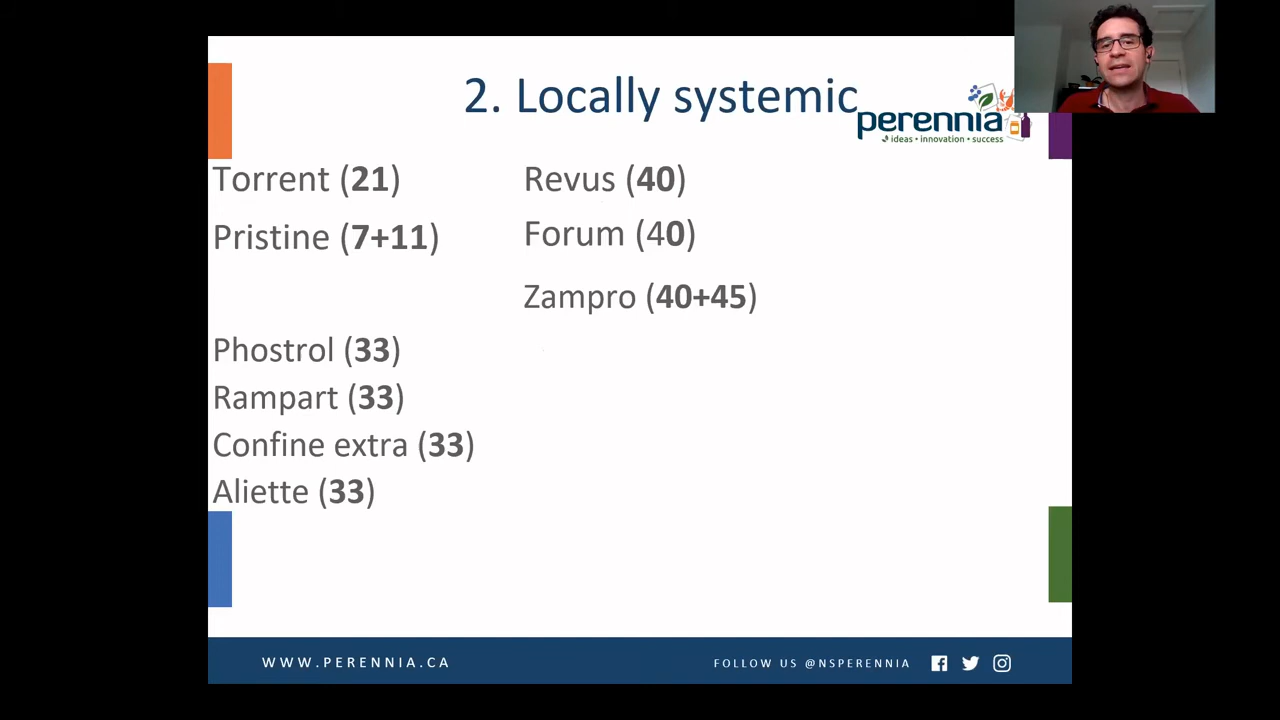 2. Locally systemic
perennia
ideas • innovation • success
Torrent (21)
Pristine (7+11)
Phostrol (33)
Rampart (33)
Confine extra (33)
Aliette (33)
Revus (40)
Forum (40)
Zampro (40+45)
WWW.PERENNIA.CA
FOLLOW US @NSPERENNIA